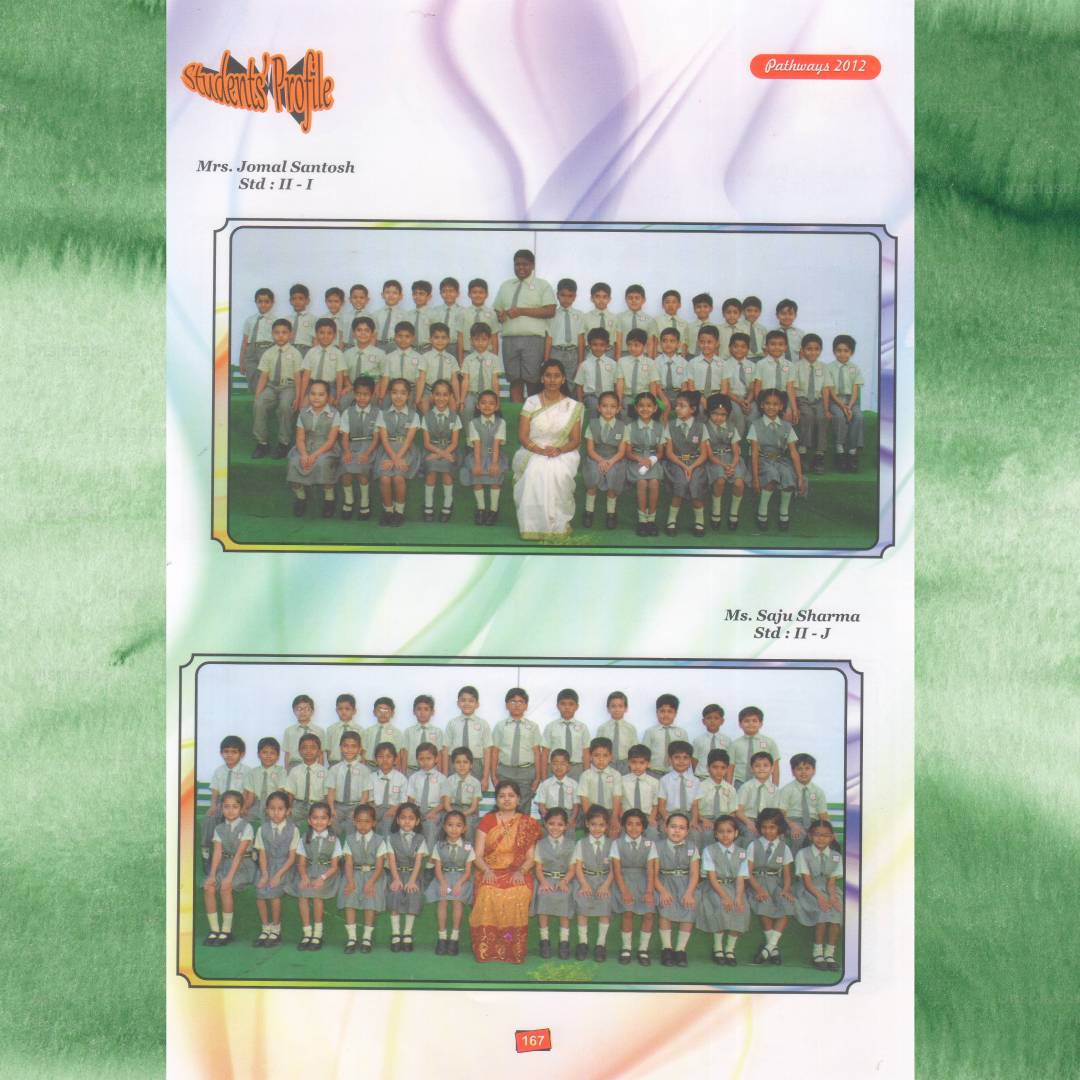 Students' Profile
Pathways 2012
Mrs. Jomal Santosh
Std : II - I
Ms. Saju Sharma
Std : II - J
167